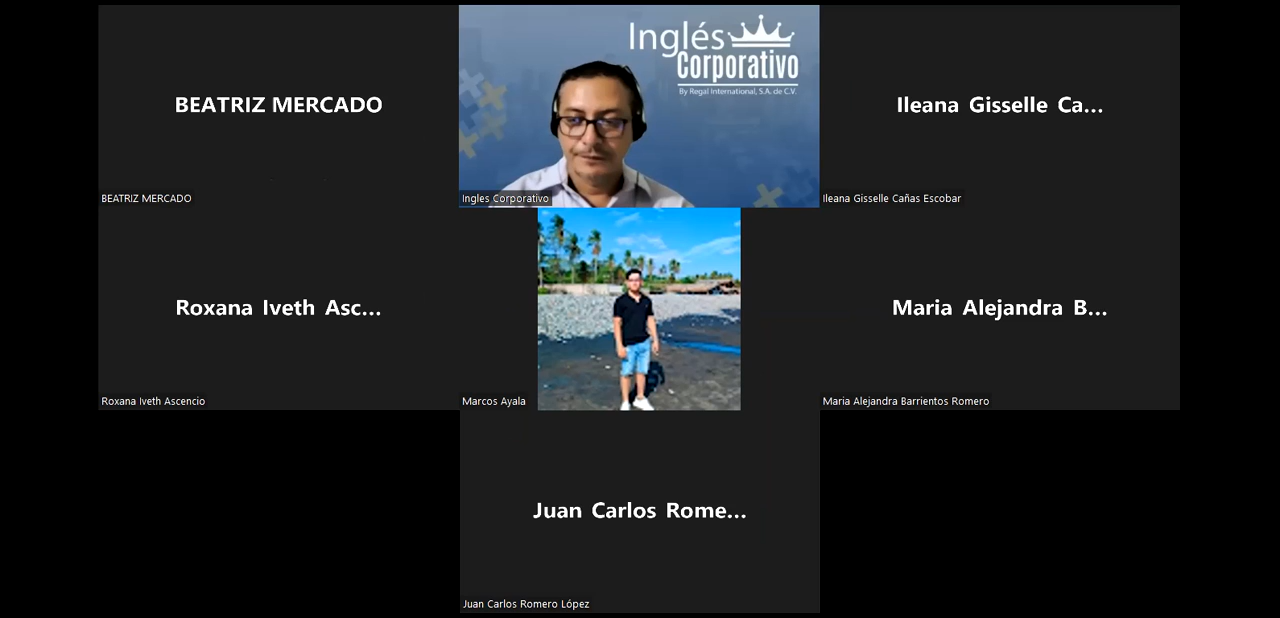 BEATRIZ MERCADO
BEATRIZ MERCADO
Inglés
Corporativo
By Regal International, S.A. de C.V.
Ingles Corporativo
Ileana Gisselle Ca...
Ileana Gisselle Cañas Escobar
Roxana Iveth Asc...
Roxana Iveth Ascencio
Marcos Ayala
Maria Alejandra B...
Maria Alejandra Barrientos Romero
Juan Carlos Rome...
Juan Carlos Romero López